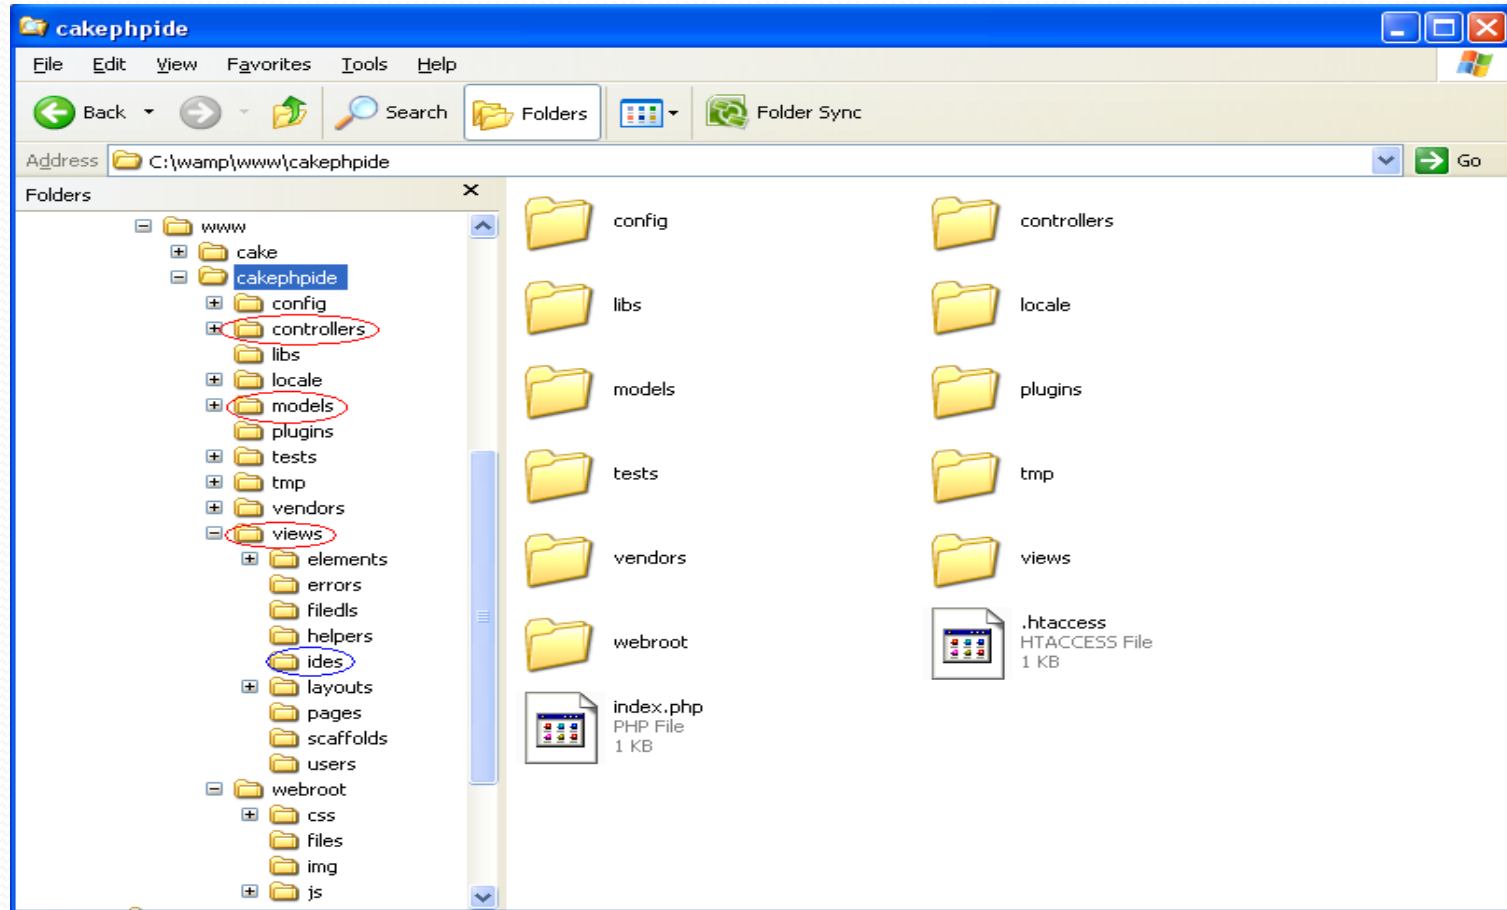 cakephpide
File Edit View Favorites Tools Help
Back Search Folders Folder Sync
Address C:\wamp\www\cakephpide Go
Folders
www
cake
cakephpide
config
controllers
libs
locale
models
plugins
tests
tmp
vendors
views
elements
errors
filedls
helpers
ides
layouts
pages
scaffolds
users
webroot
css
files
img
js
config
controllers
libs
locale
models
plugins
tests
tmp
vendors
views
webroot
.htaccess
HTACCESS File
1 KB
index.php
PHP File
1 KB